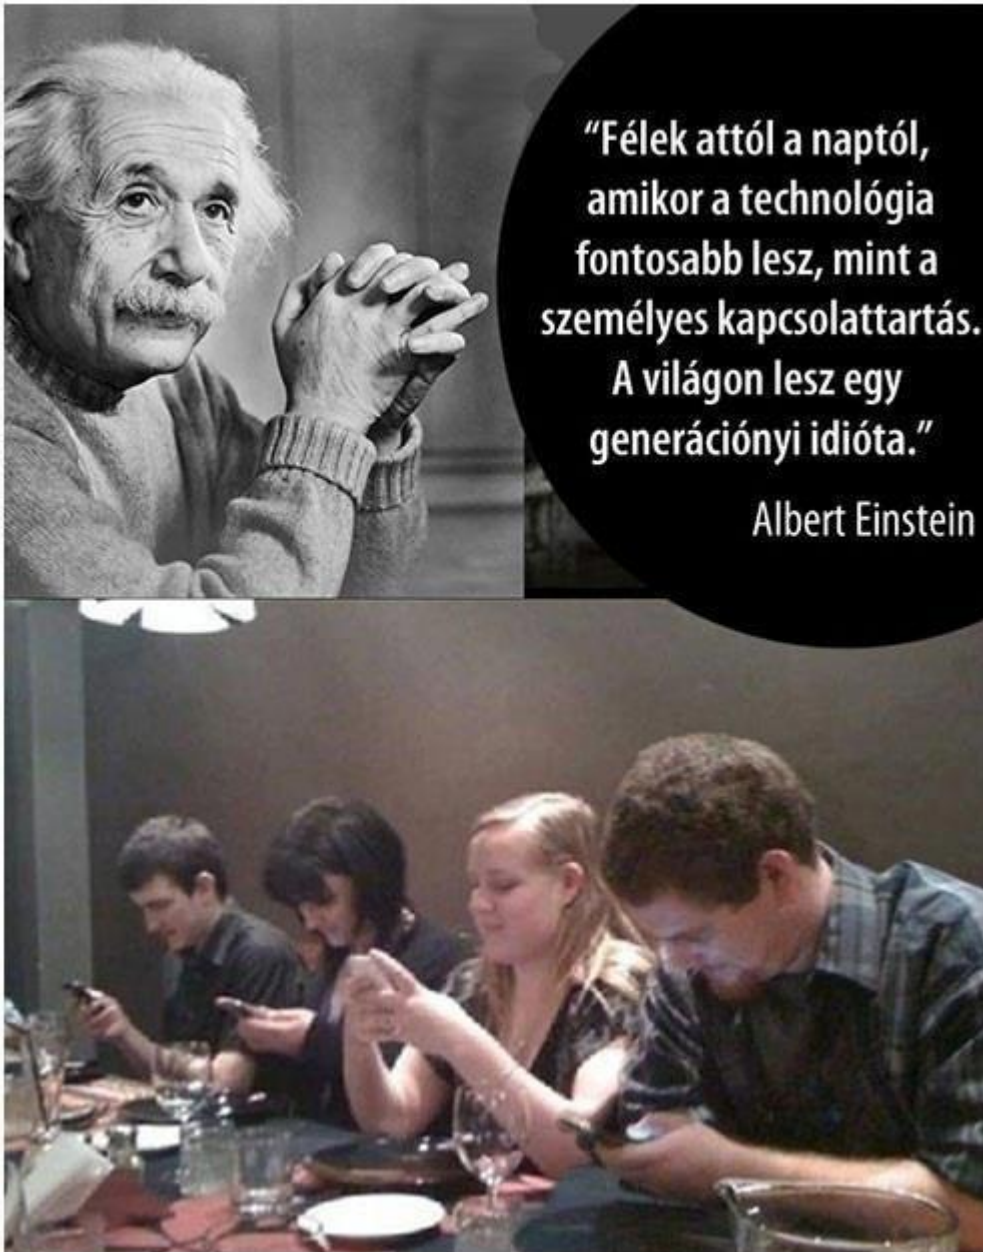 “Félek attól a naptól,
amikor a technológia
fontosabb lesz, mint a
személyes kapcsolattartás.
A világon lesz egy
generációnyi idióta.”
Albert Einstein